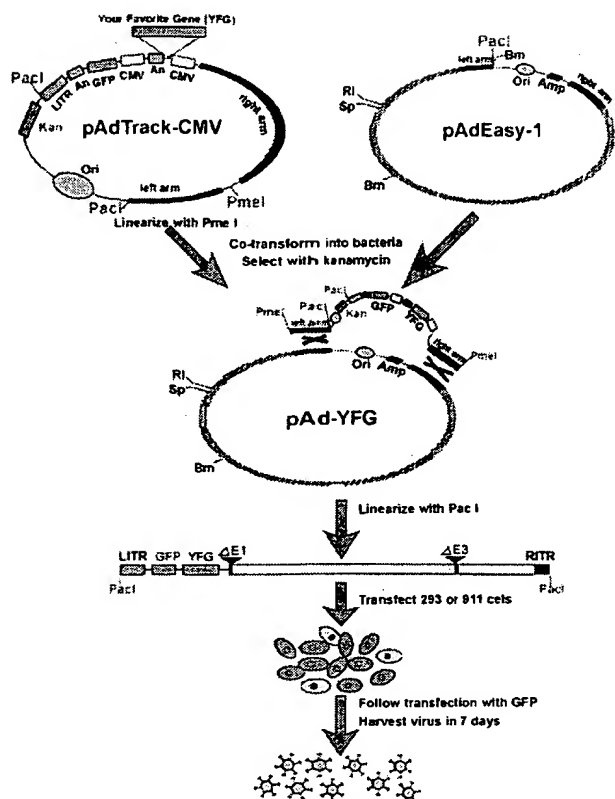 Your Favorite Gene (YFG)
PacI
LITR
An
GFP
CMV
An
CMV
right arm
Kan
pAdTrack-CMV
Ori
PacI
left arm
PmeI
Linearize with Pme I
PacI
Bm
left arm
Ori
Amp
right arm
RI
Sp
pAdEasy-1
Bm
Co-transform into bacteria
Select with kanamycin
PacI
GFP
PmeI
PacI
left arm
Kan
YFG
right arm
PmeI
Ori
Amp
RI
Sp
pAd-YFG
Bm
Linearize with Pac I
LITR GFP YFG ΔE1 ΔE3 RITR
PacI PacI
Transfect 293 or 911 cels
Follow transfection with GFP
Harvest virus in 7 days